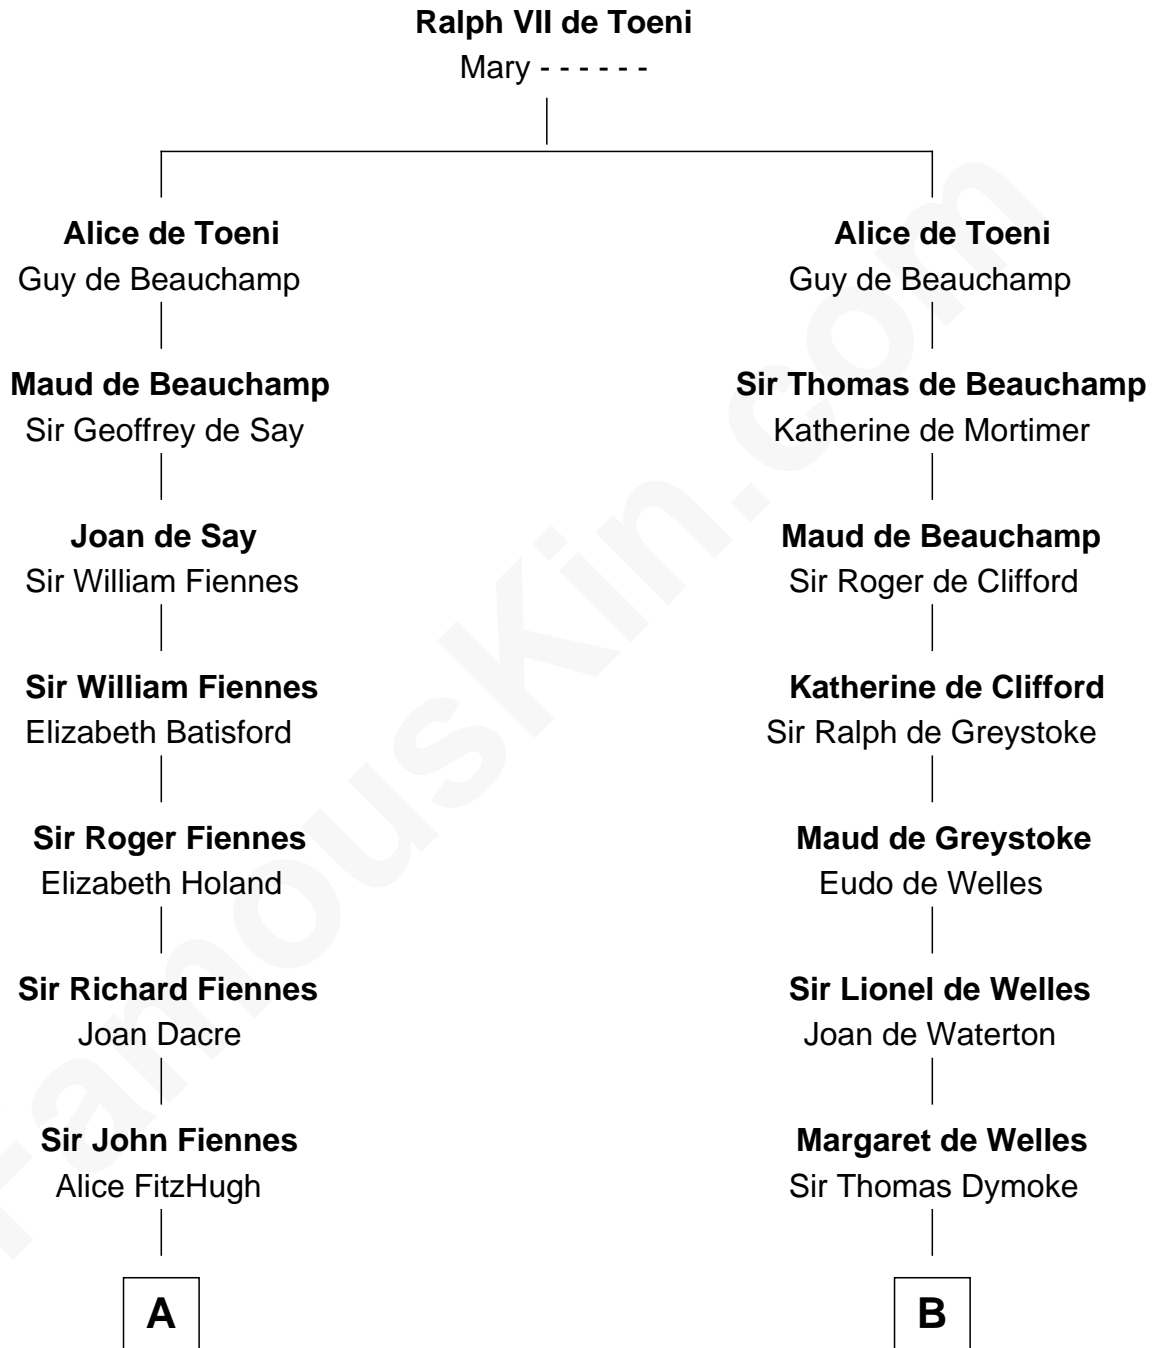 Ralph VII de Toeni
Mary - - - - - -
Alice de Toeni
Guy de Beauchamp
Maud de Beauchamp
Sir Geoffrey de Say
Joan de Say
Sir William Fiennes
Sir William Fiennes
Elizabeth Batisford
Sir Roger Fiennes
Elizabeth Holand
Sir Richard Fiennes
Joan Dacre
Sir John Fiennes
Alice FitzHugh
A
Alice de Toeni
Guy de Beauchamp
Sir Thomas de Beauchamp
Katherine de Mortimer
Maud de Beauchamp
Sir Roger de Clifford
Katherine de Clifford
Sir Ralph de Greystoke
Maud de Greystoke
Eudo de Welles
Sir Lionel de Welles
Joan de Waterton
Margaret de Welles
Sir Thomas Dymoke
B
FamousKin.com